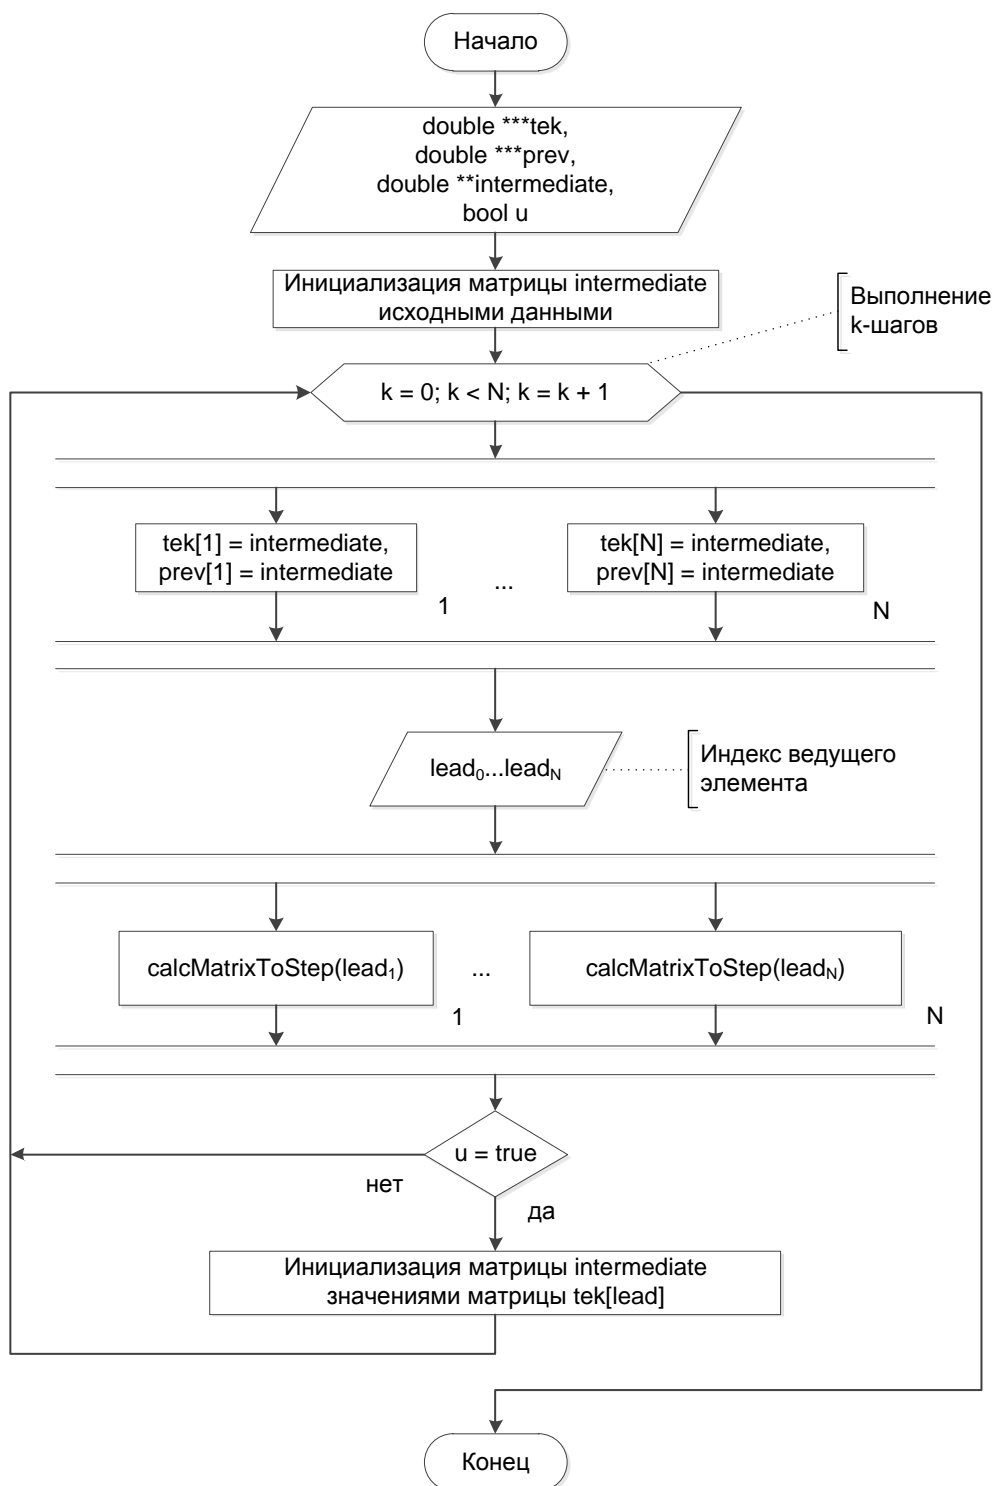 Начало
double ***tek,
double ***prev,
double **intermediate,
bool u
Инициализация матрицы intermediate
исходными данными
Выполнение
k-шагов
k = 0; k < N; k = k + 1
tek[1] = intermediate,
prev[1] = intermediate
1
...
tek[N] = intermediate,
prev[N] = intermediate
N
lead₀...leadN
Индекс ведущего
элемента
calcMatrixToStep(lead₁)
1
...
calcMatrixToStep(leadN)
N
u = true
нет
да
Инициализация матрицы intermediate
значениями матрицы tek[lead]
Конец